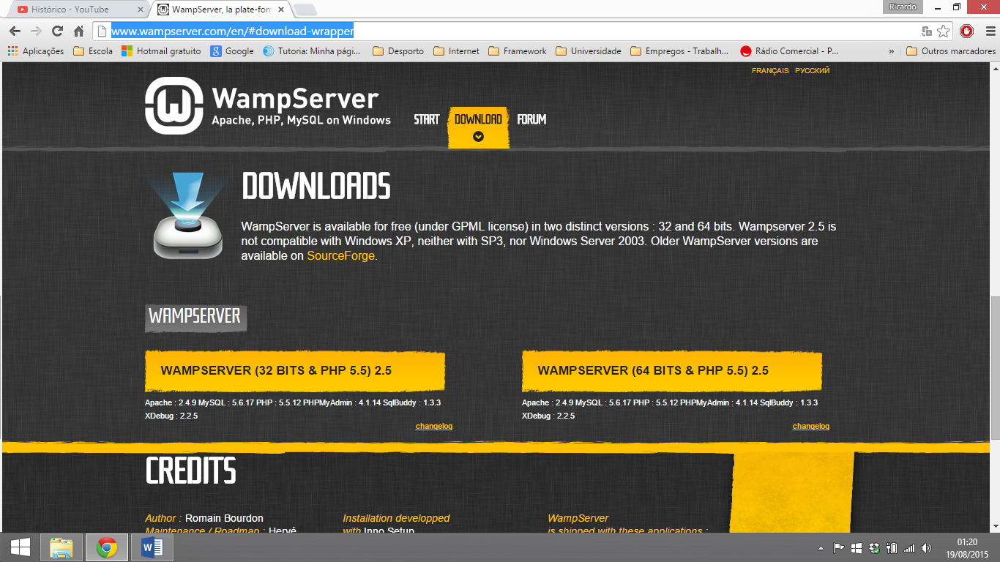 Histórico - YouTube
WampServer, la plate-forn
Ricardo
www.wampserver.com/en/#download-wrapper
Aplicações
Escola
Hotmail gratuito
Google
Tutoria: Minha pági...
Desporto
Internet
Framework
Universidade
Empregos - Trabalh...
Rádio Comercial - P...
»
Outros marcadores
FRANÇAIS РУССКИЙ
WampServer
Apache, PHP, MySQL on Windows
START
DOWNLOAD
FORUM
DOWNLOADS
WampServer is available for free (under GPML license) in two distinct versions : 32 and 64 bits. Wampserver 2.5 is
not compatible with Windows XP, neither with SP3, nor Windows Server 2003. Older WampServer versions are
available on SourceForge.
WAMPSERVER
WAMPSERVER (32 BITS & PHP 5.5) 2.5
Apache : 2.4.9 MySQL : 5.6.17 PHP : 5.5.12 PHPMyAdmin : 4.1.14 SqlBuddy : 1.3.3
XDebug : 2.2.5
changelog
WAMPSERVER (64 BITS & PHP 5.5) 2.5
Apache : 2.4.9 MySQL : 5.6.17 PHP : 5.5.12 PHPMyAdmin : 4.1.14 SqlBuddy : 1.3.3
XDebug : 2.2.5
changelog
CREDITS
Author : Romain Bourdon
Maintenance / Roadmap : Hervé
Installation developped
with Inno Setup
WampServer
is shipped with these applications :
01:20
19/08/2015